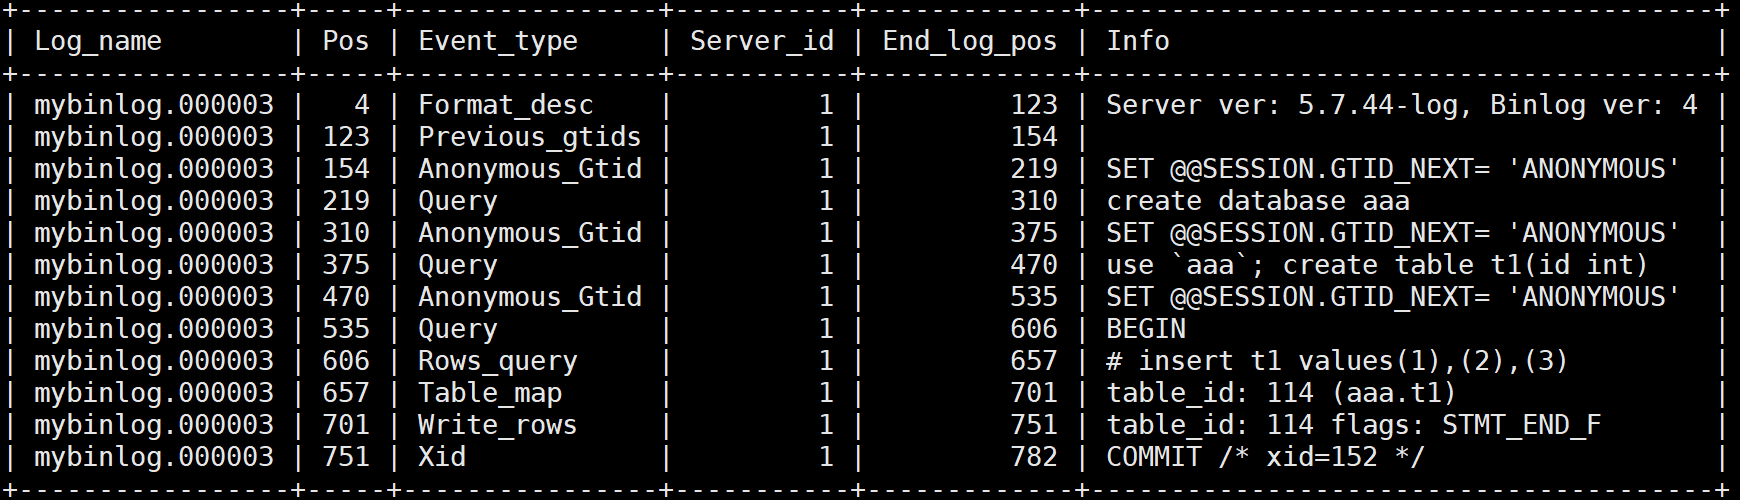 +-----------------+-----+----------------+-----------+-------------+---------------------------------------+
| Log_name        | Pos | Event_type     | Server_id | End_log_pos | Info                                  |
+-----------------+-----+----------------+-----------+-------------+---------------------------------------+
| mybinlog.000003 |   4 | Format_desc    |         1 |         123 | Server ver: 5.7.44-log, Binlog ver: 4 |
| mybinlog.000003 | 123 | Previous_gtids |         1 |         154 |                                       |
| mybinlog.000003 | 154 | Anonymous_Gtid |         1 |         219 | SET @@SESSION.GTID_NEXT= 'ANONYMOUS'  |
| mybinlog.000003 | 219 | Query          |         1 |         310 | create database aaa                   |
| mybinlog.000003 | 310 | Anonymous_Gtid |         1 |         375 | SET @@SESSION.GTID_NEXT= 'ANONYMOUS'  |
| mybinlog.000003 | 375 | Query          |         1 |         470 | use `aaa`; create table t1(id int)    |
| mybinlog.000003 | 470 | Anonymous_Gtid |         1 |         535 | SET @@SESSION.GTID_NEXT= 'ANONYMOUS'  |
| mybinlog.000003 | 535 | Query          |         1 |         606 | BEGIN                                 |
| mybinlog.000003 | 606 | Rows_query     |         1 |         657 | # insert t1 values(1),(2),(3)         |
| mybinlog.000003 | 657 | Table_map      |         1 |         701 | table_id: 114 (aaa.t1)                |
| mybinlog.000003 | 701 | Write_rows     |         1 |         751 | table_id: 114 flags: STMT_END_F       |
| mybinlog.000003 | 751 | Xid            |         1 |         782 | COMMIT /* xid=152 */                  |
+-----------------+-----+----------------+-----------+-------------+---------------------------------------+